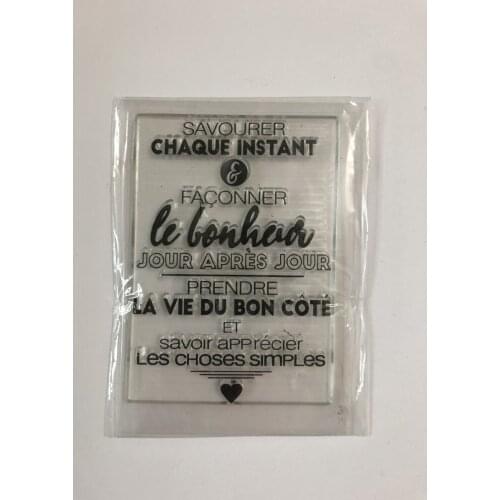 SAVOURER
CHAQUE INSTANT
&
FAÇONNER
le bonheur
JOUR APRÈS JOUR
PRENDRE
LA VIE DU BON CÔTÉ
ET
savoir apprécier
Les choses simples